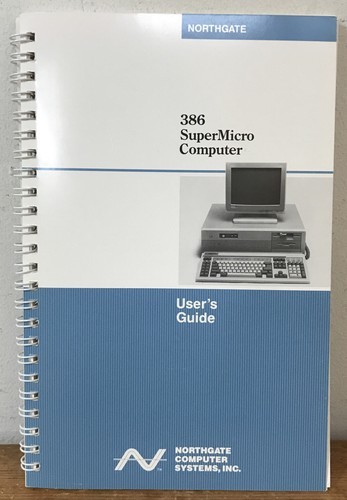 NORTHGATE
386
SuperMicro
Computer
User's
Guide
NORTHGATE
COMPUTER
SYSTEMS, INC.